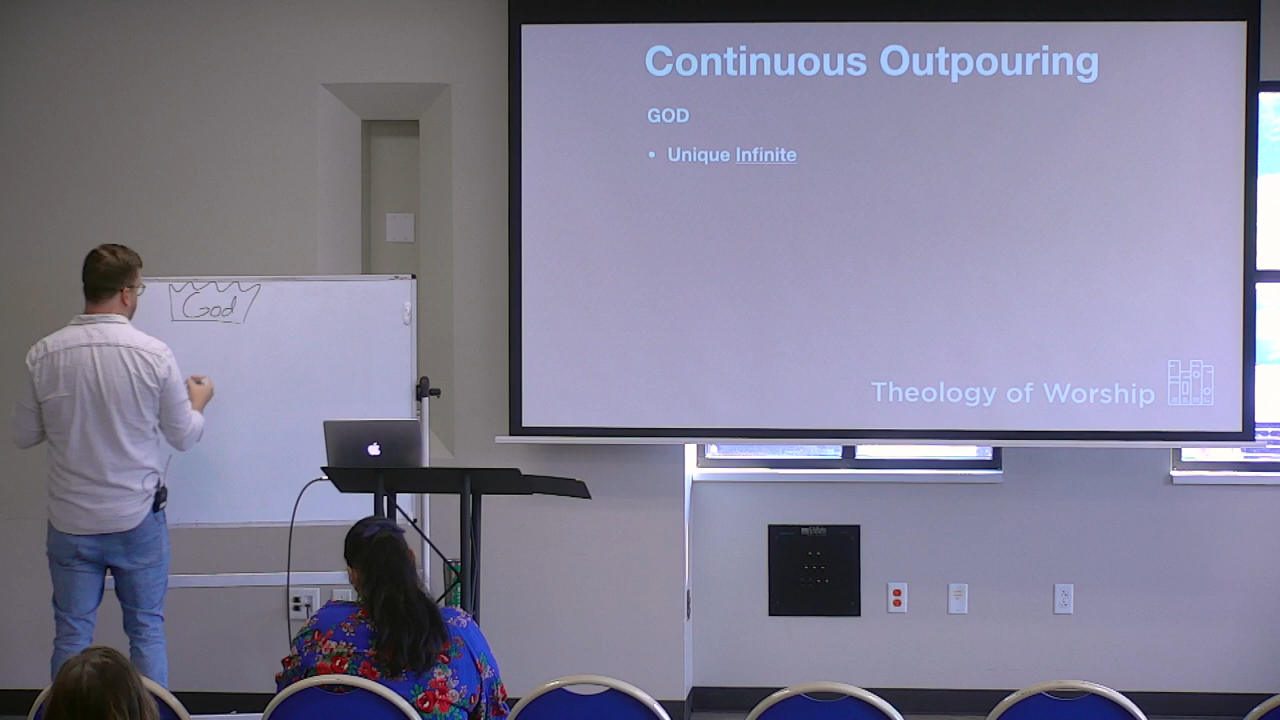 Continuous Outpouring
GOD
• Unique Infinite
God
Theology of Worship